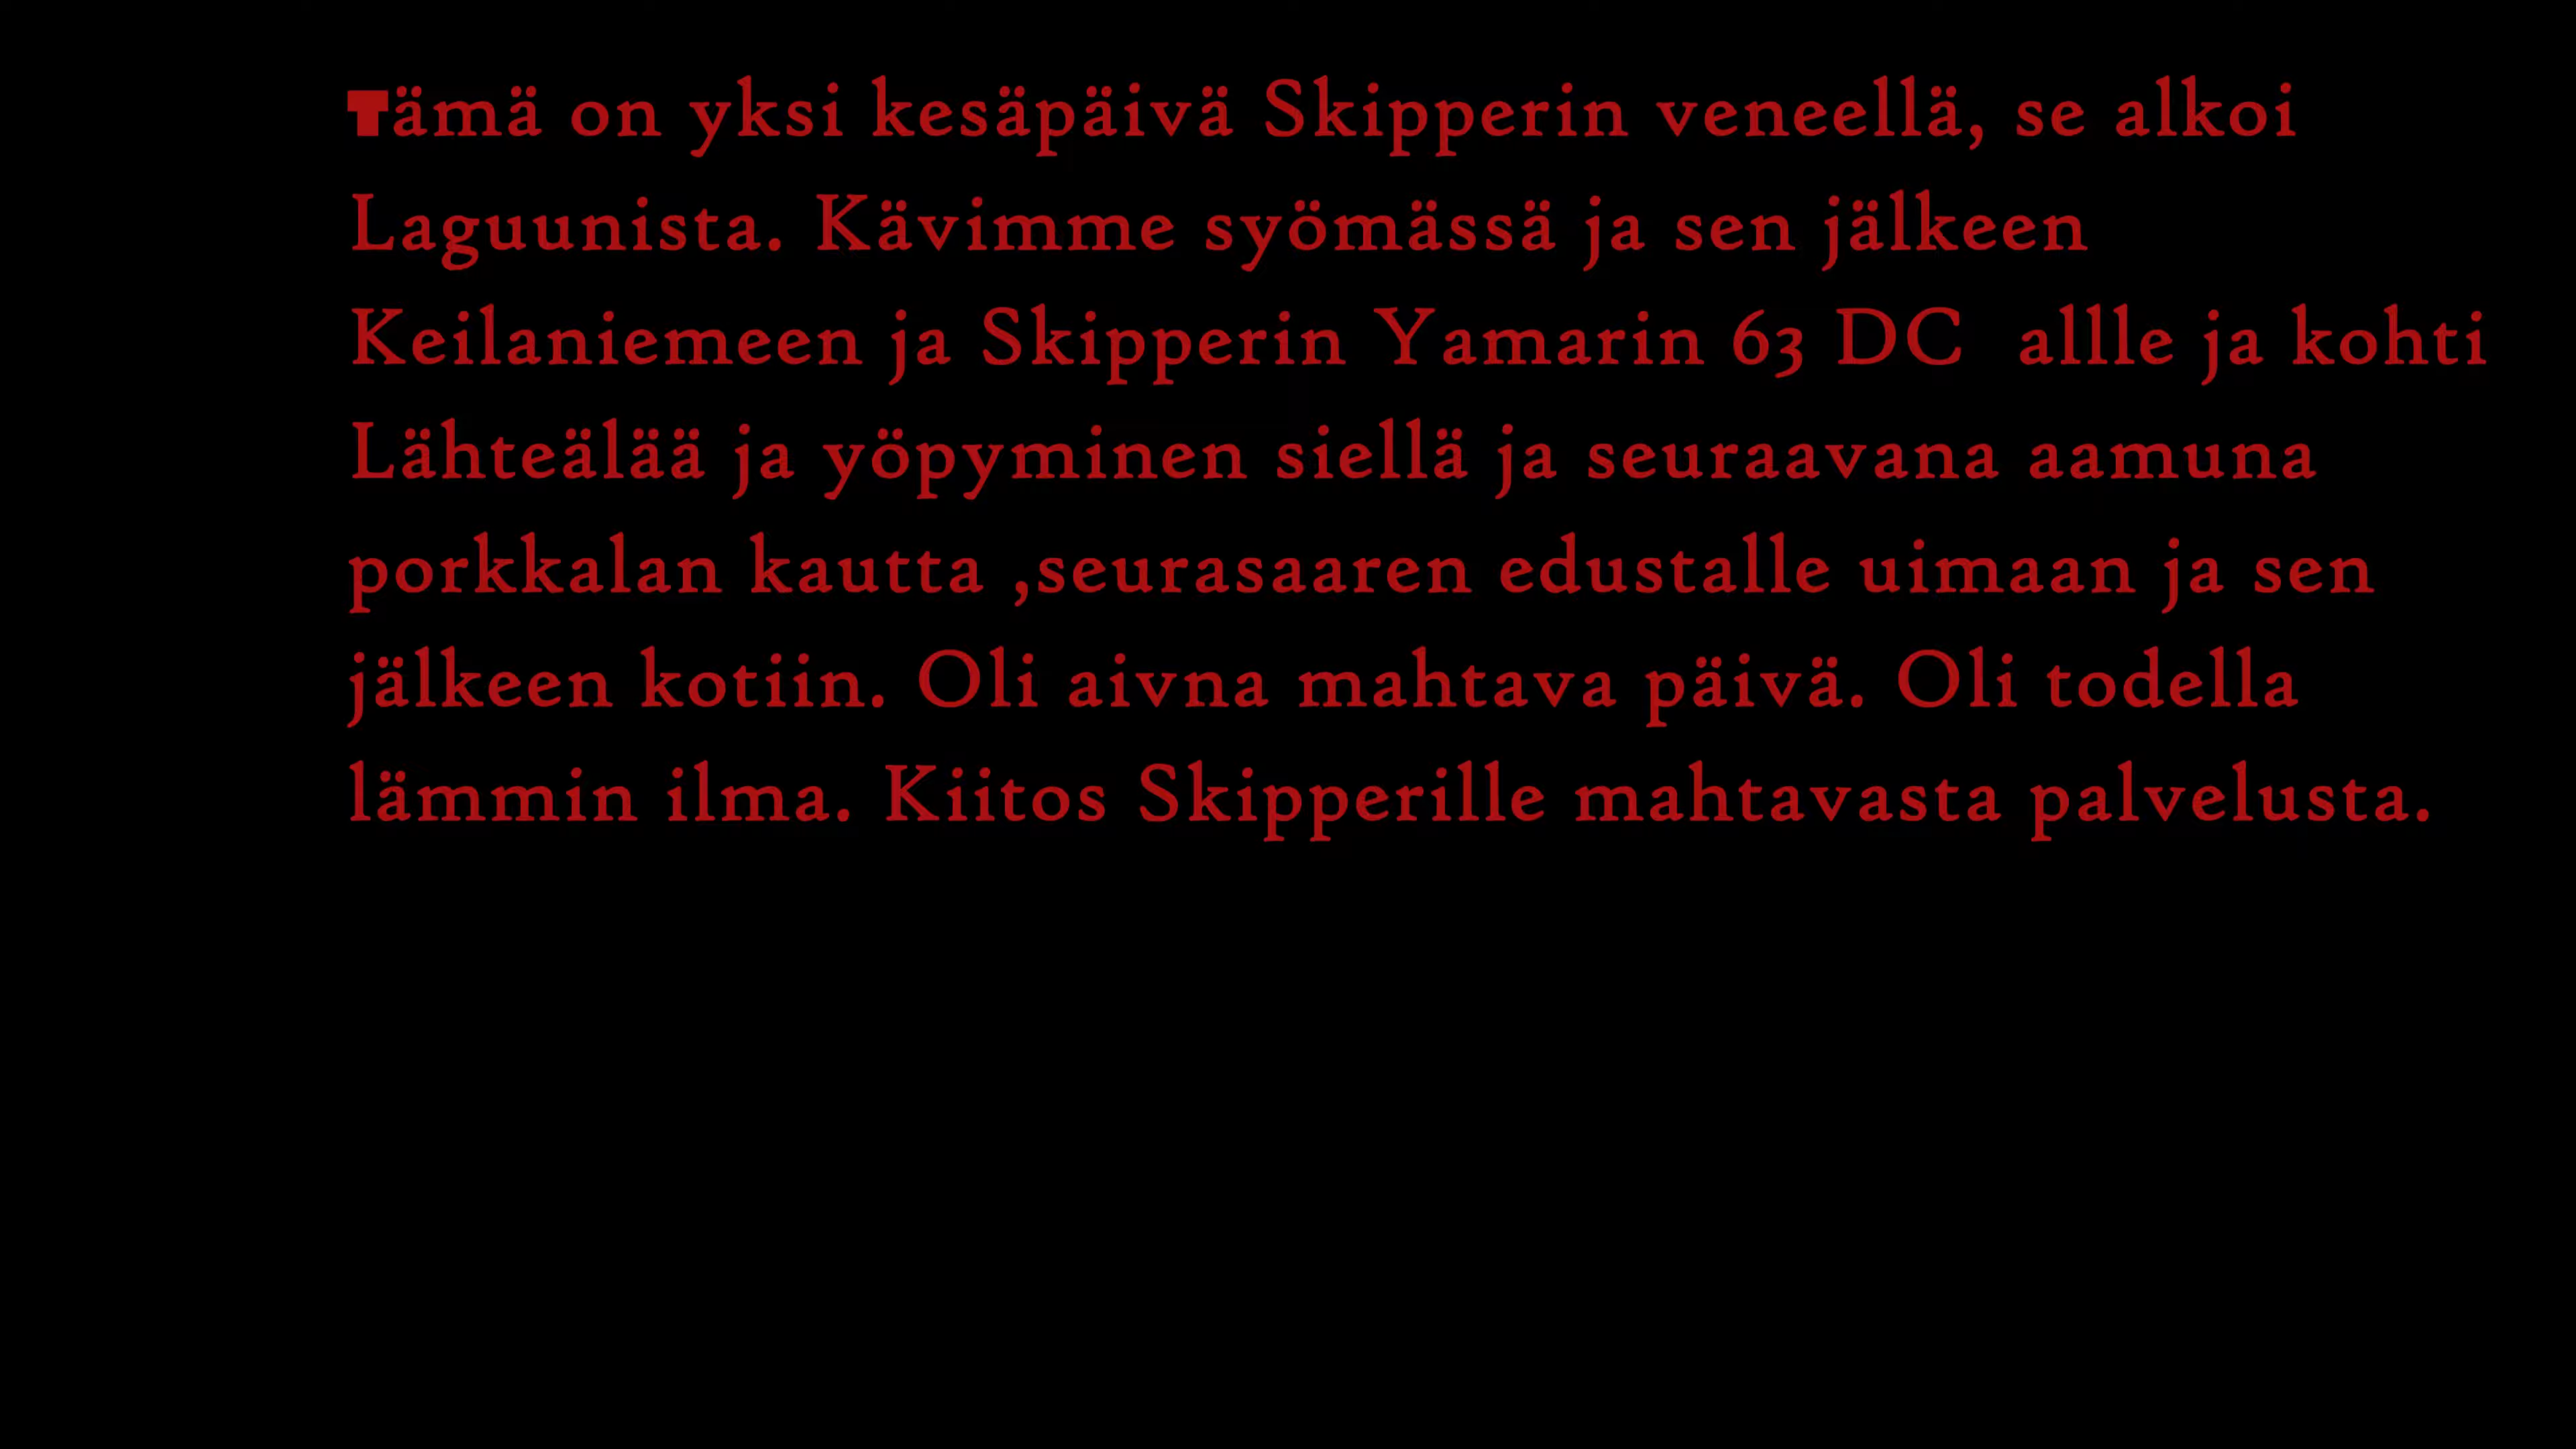 Tämä on yksi kesäpäivä Skipperin veneellä, se alkoi
Laguunista. Kävimme syömässä ja sen jälkeen
Keilaniemeen ja Skipperin Yamarin 63 DC  allle ja kohti
Lähteälää ja yöpyminen siellä ja seuraavana aamuna
porkkalan kautta ,seurasaaren edustalle uimaan ja sen
jälkeen kotiin. Oli aivna mahtava päivä. Oli todella
lämmin ilma. Kiitos Skipperille mahtavasta palvelusta.